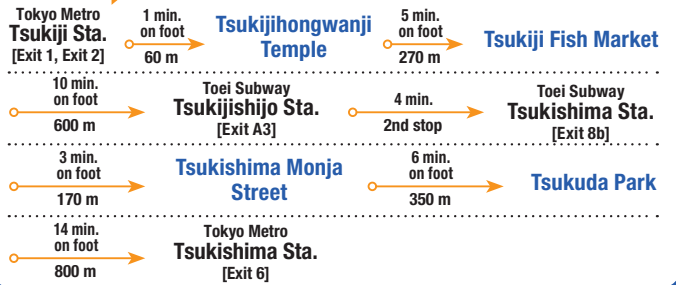 Tokyo Metro
Tsukiji Sta.
[Exit 1, Exit 2]
1 min.
on foot
60 m
Tsukijihongwanji
Temple
5 min.
on foot
270 m
Tsukiji Fish Market
10 min.
on foot
600 m
Toei Subway
Tsukijishijo Sta.
[Exit A3]
4 min.
2nd stop
Toei Subway
Tsukishima Sta.
[Exit 8b]
3 min.
on foot
170 m
Tsukishima Monja
Street
6 min.
on foot
350 m
Tsukuda Park
14 min.
on foot
800 m
Tokyo Metro
Tsukishima Sta.
[Exit 6]